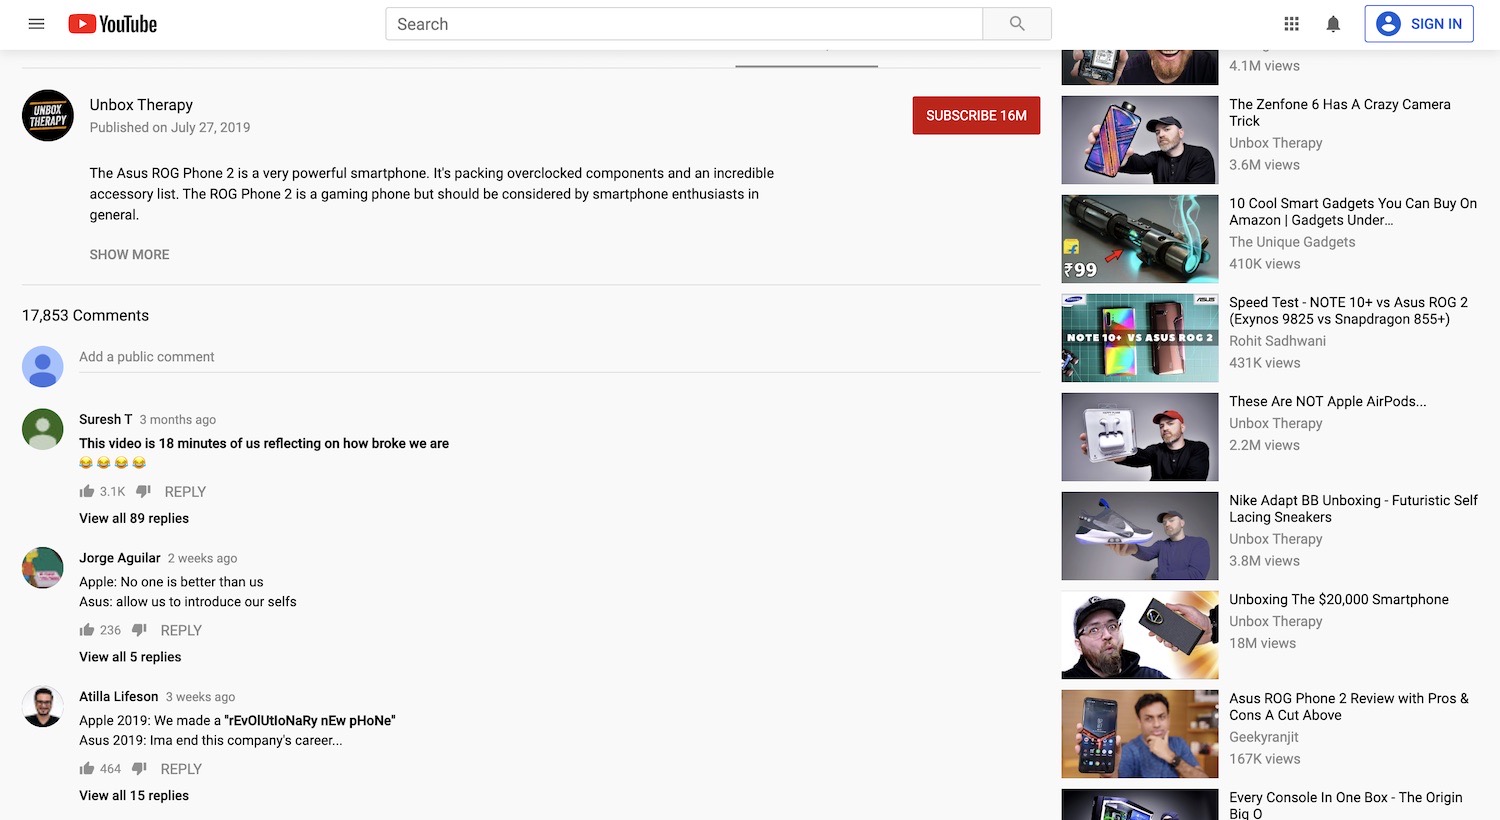 YouTube
Search
SIGN IN
UNBOX
THERAPY
Unbox Therapy
Published on July 27, 2019
SUBSCRIBE 16M
The Asus ROG Phone 2 is a very powerful smartphone. It's packing overclocked components and an incredible
accessory list. The ROG Phone 2 is a gaming phone but should be considered by smartphone enthusiasts in
general.
SHOW MORE
17,853 Comments
Add a public comment
Suresh T 3 months ago
This video is 18 minutes of us reflecting on how broke we are
😂 😂 😂 😂
3.1K REPLY
View all 89 replies
Jorge Aguilar 2 weeks ago
Apple: No one is better than us
Asus: allow us to introduce our selfs
236 REPLY
View all 5 replies
Atilla Lifeson 3 weeks ago
Apple 2019: We made a "rEvOlUtIoNaRy nEw pHoNe"
Asus 2019: Ima end this company's career...
464 REPLY
View all 15 replies
4.1M views
The Zenfone 6 Has A Crazy Camera
Trick
Unbox Therapy
3.6M views
₹99
10 Cool Smart Gadgets You Can Buy On
Amazon | Gadgets Under...
The Unique Gadgets
410K views
SAMSUNG
ASUS
NOTE 10+ VS ASUS ROG 2
Speed Test - NOTE 10+ vs Asus ROG 2
(Exynos 9825 vs Snapdragon 855+)
Rohit Sadhwani
431K views
These Are NOT Apple AirPods...
Unbox Therapy
2.2M views
Nike Adapt BB Unboxing - Futuristic Self
Lacing Sneakers
Unbox Therapy
3.8M views
Unboxing The $20,000 Smartphone
Unbox Therapy
18M views
Asus ROG Phone 2 Review with Pros &
Cons A Cut Above
Geekyranjit
167K views
Every Console In One Box - The Origin
Big O